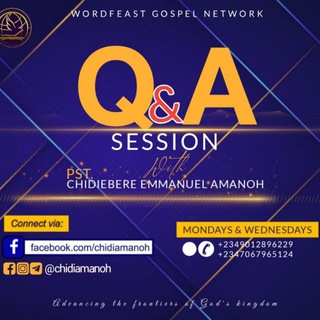 WORDFEAST GOSPEL NETWORK
Q&A
SESSION
With
PST.
CHIDIEBERE EMMANUEL AMANOH
Connect via:
facebook.com/chidiamanoh
@chidiamanoh
MONDAYS & WEDNESDAYS
+2349012896229
+2347067965124
Advancing the frontiers of God's kingdom